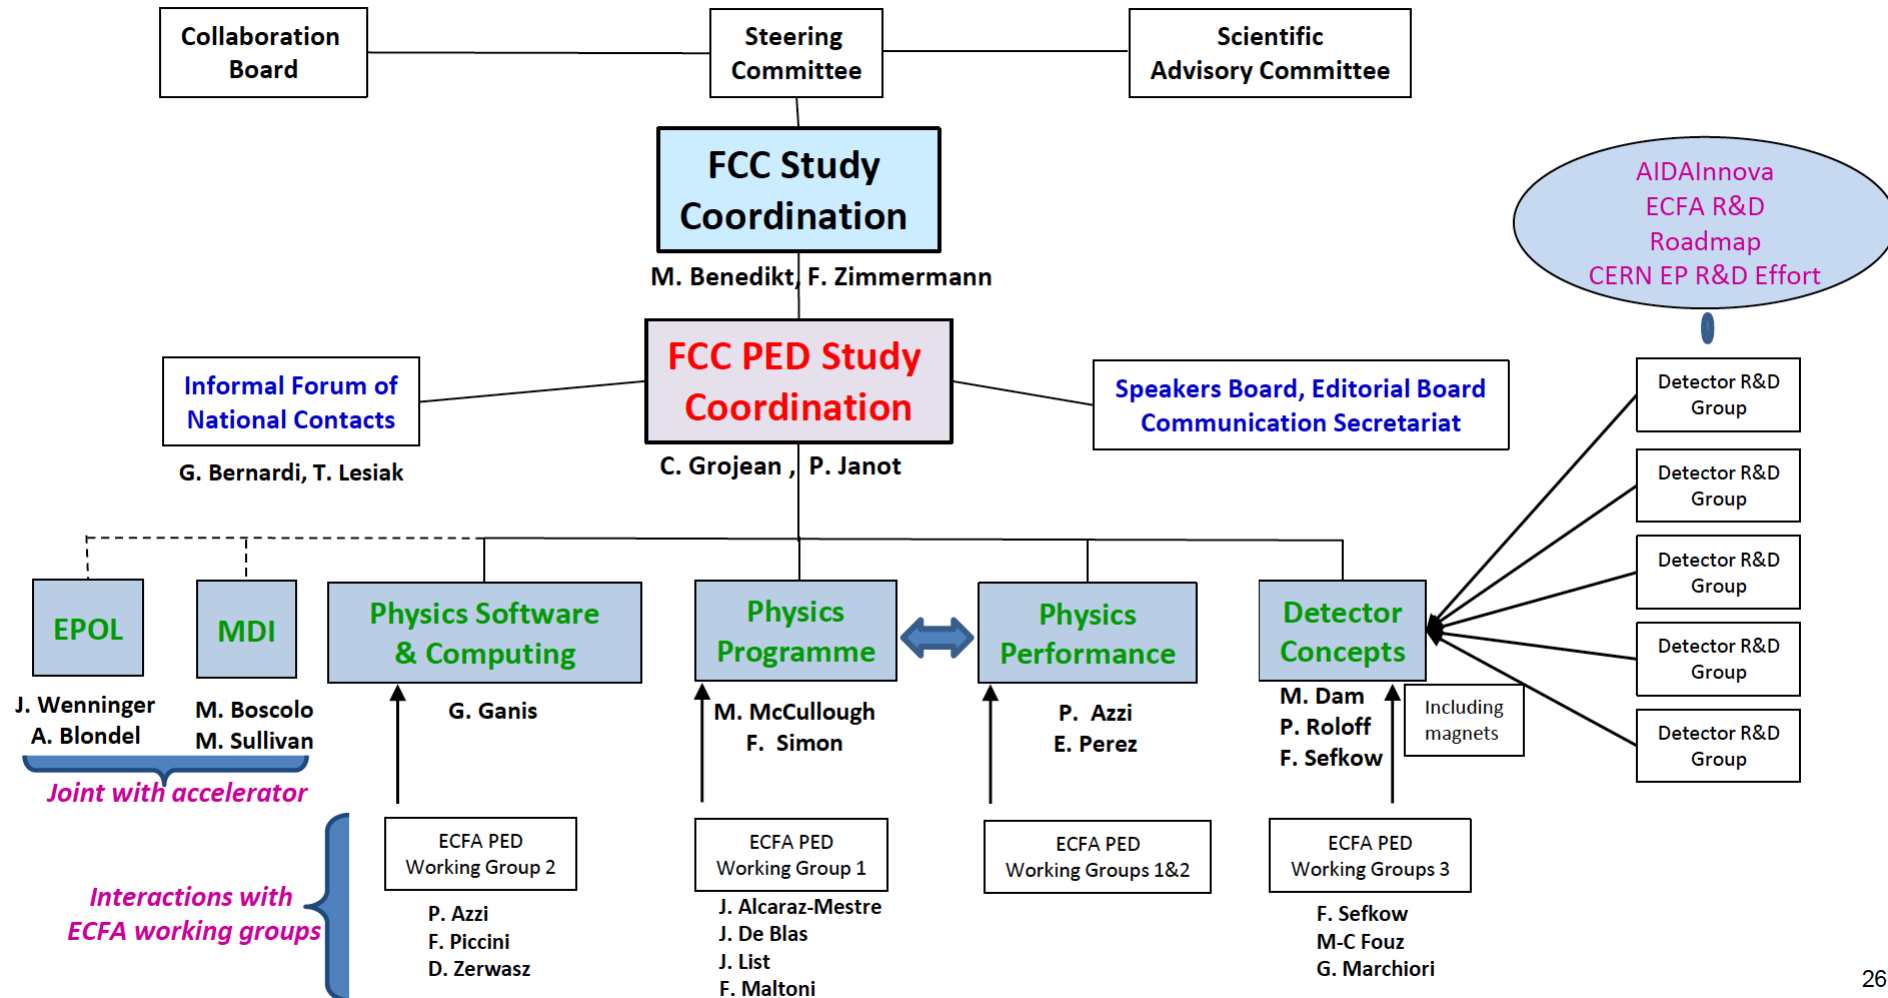 Collaboration
Board
Steering
Committee
Scientific
Advisory Committee
FCC Study
Coordination
M. Benedikt, F. Zimmermann
AIDAInnova
ECFA R&D
Roadmap
CERN EP R&D Effort
FCC PED Study
Coordination
C. Grojean , P. Janot
Informal Forum of
National Contacts
G. Bernardi, T. Lesiak
Speakers Board, Editorial Board
Communication Secretariat
Detector R&D
Group
Detector R&D
Group
Detector R&D
Group
Detector R&D
Group
Detector R&D
Group
EPOL
J. Wenninger
A. Blondel
MDI
M. Boscolo
M. Sullivan
Joint with accelerator
Physics Software
& Computing
G. Ganis
Physics
Programme
M. McCullough
F. Simon
Physics
Performance
P. Azzi
E. Perez
Detector
Concepts
M. Dam
P. Roloff
F. Sefkow
Including
magnets
Interactions with
ECFA working groups
ECFA PED
Working Group 2
P. Azzi
F. Piccini
D. Zerwasz
ECFA PED
Working Group 1
J. Alcaraz-Mestre
J. De Blas
J. List
F. Maltoni
ECFA PED
Working Groups 1&2
ECFA PED
Working Groups 3
F. Sefkow
M-C Fouz
G. Marchiori
26